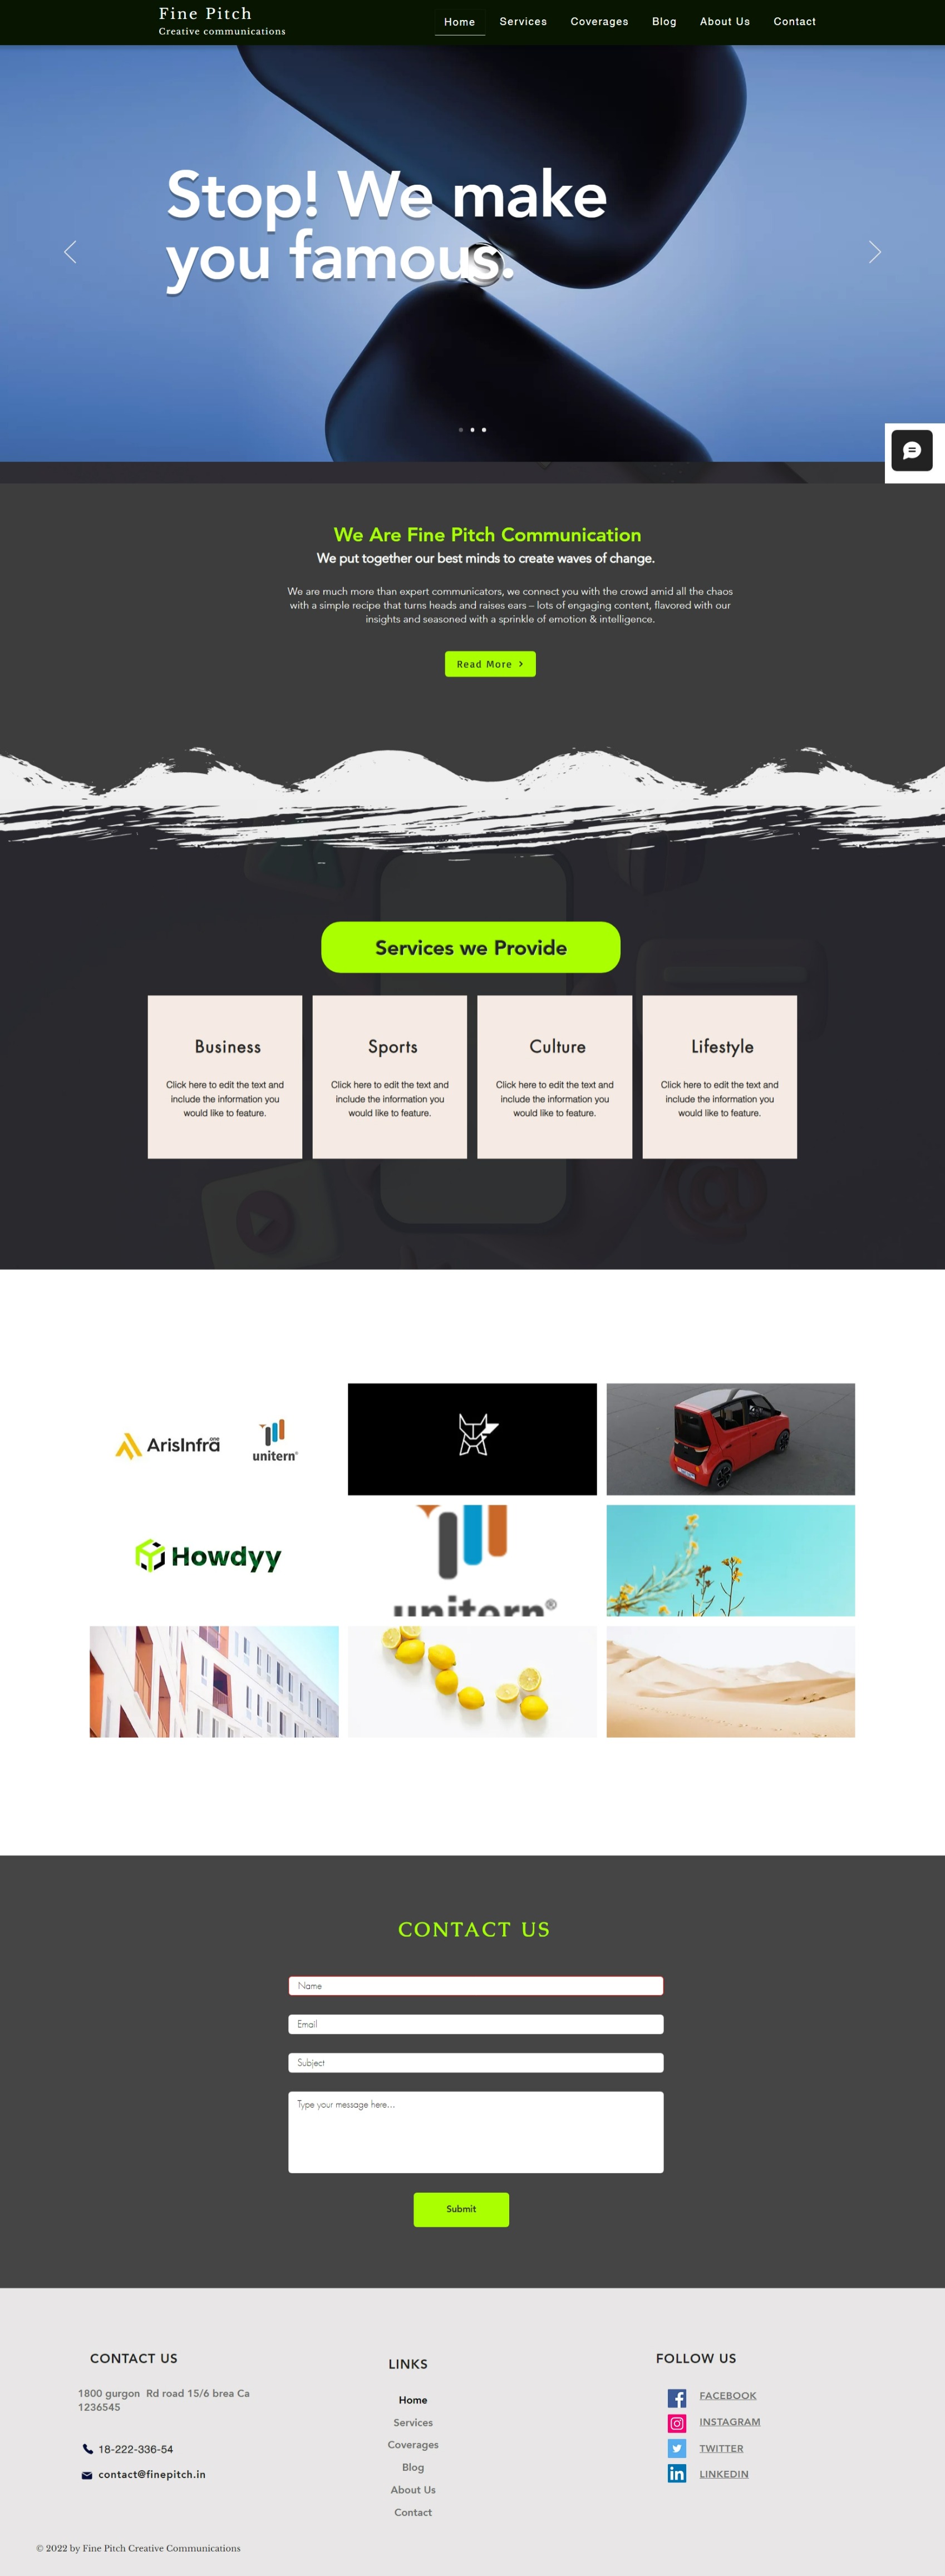 Fine Pitch
Creative communications
Home
Services
Coverages
Blog
About Us
Contact
Stop! We make
you famous.
We Are Fine Pitch Communication
We put together our best minds to create waves of change.
We are much more than expert communicators, we connect you with the crowd amid all the chaos
with a simple recipe that turns heads and raises ears – lots of engaging content, flavored with our
insights and seasoned with a sprinkle of emotion & intelligence.
Read More
Services we Provide
Business
Click here to edit the text and
include the information you
would like to feature.
Sports
Click here to edit the text and
include the information you
would like to feature.
Culture
Click here to edit the text and
include the information you
would like to feature.
Lifestyle
Click here to edit the text and
include the information you
would like to feature.
ArisInfra one
unitern®
Howdyy
unitern®
CONTACT US
Name
Email
Subject
Type your message here...
Submit
CONTACT US
1800 gurgon  Rd road 15/6 brea Ca
1236545
18-222-336-54
contact@finepitch.in
LINKS
Home
Services
Coverages
Blog
About Us
Contact
FOLLOW US
FACEBOOK
INSTAGRAM
TWITTER
LINKEDIN
© 2022 by Fine Pitch Creative Communications